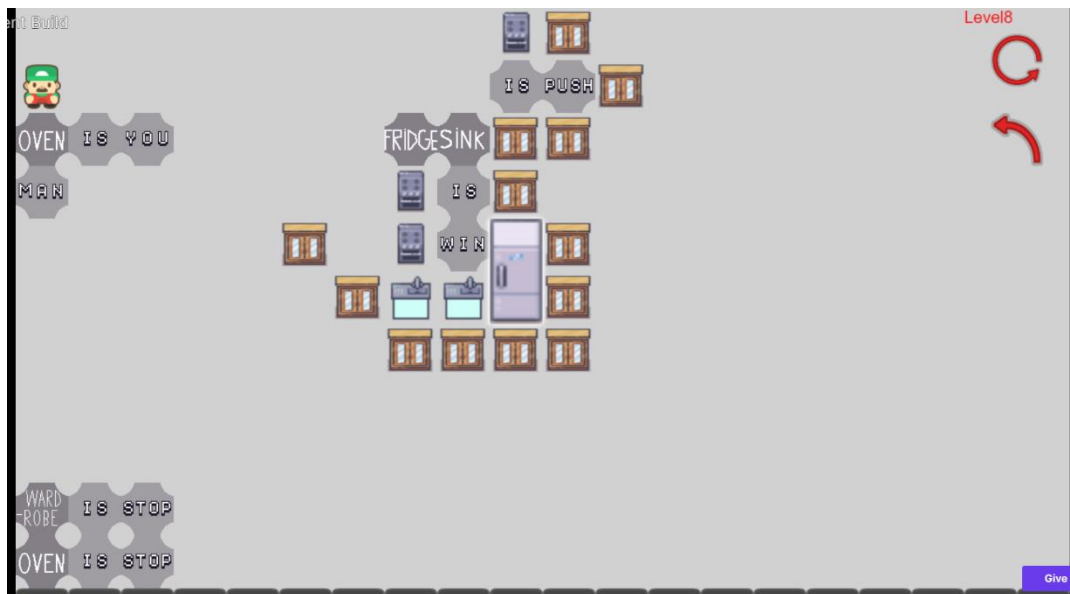 ent Build
Level8
IS PUSH
OVEN IS YOU
FRIDGE SINK
MAN
IS
WIN
WARD
-ROBE IS STOP
OVEN IS STOP
Give